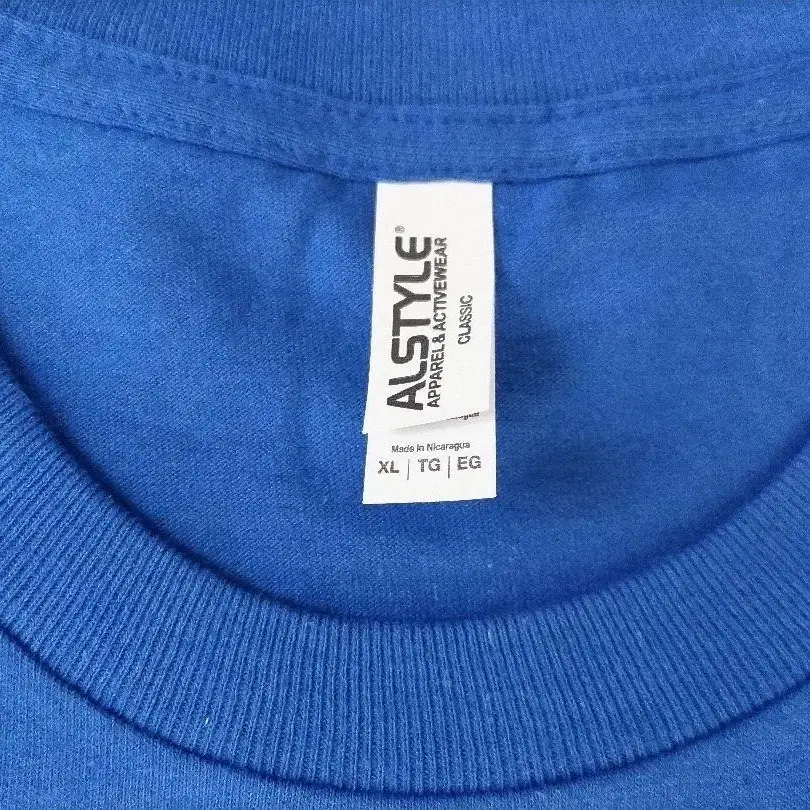 ALSTYLE®
APPAREL & ACTIVEWEAR
CLASSIC
Made in Nicaragua
XL | TG | EG